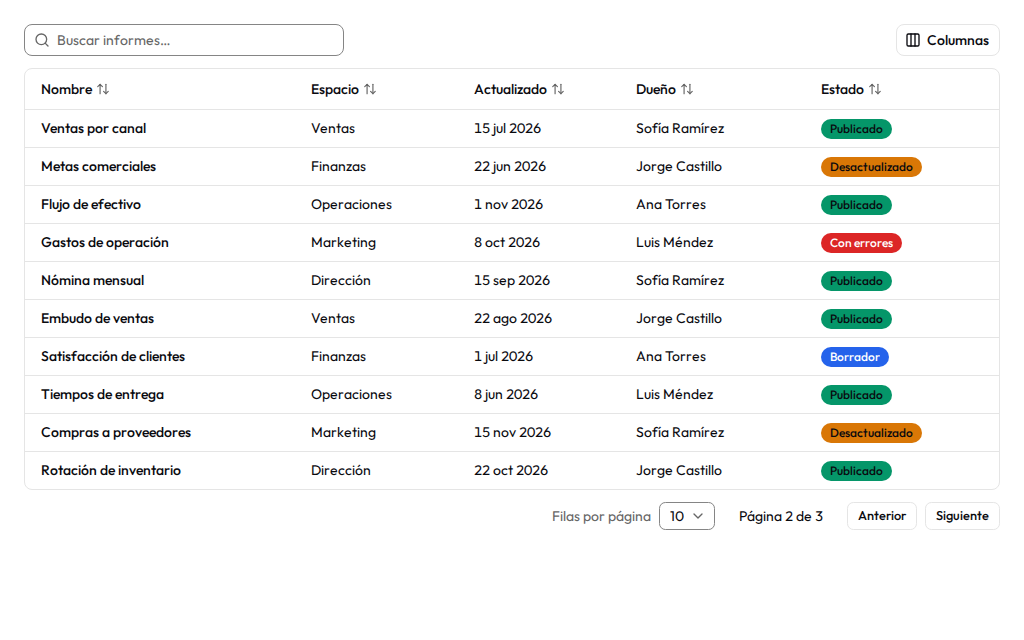 Buscar informes… Columnas
Nombre Espacio Actualizado Dueño Estado
Ventas por canal Ventas 15 jul 2026 Sofía Ramírez Publicado
Metas comerciales Finanzas 22 jun 2026 Jorge Castillo Desactualizado
Flujo de efectivo Operaciones 1 nov 2026 Ana Torres Publicado
Gastos de operación Marketing 8 oct 2026 Luis Méndez Con errores
Nómina mensual Dirección 15 sep 2026 Sofía Ramírez Publicado
Embudo de ventas Ventas 22 ago 2026 Jorge Castillo Publicado
Satisfacción de clientes Finanzas 1 jul 2026 Ana Torres Borrador
Tiempos de entrega Operaciones 8 jun 2026 Luis Méndez Publicado
Compras a proveedores Marketing 15 nov 2026 Sofía Ramírez Desactualizado
Rotación de inventario Dirección 22 oct 2026 Jorge Castillo Publicado
Filas por página 10 Página 2 de 3 Anterior Siguiente